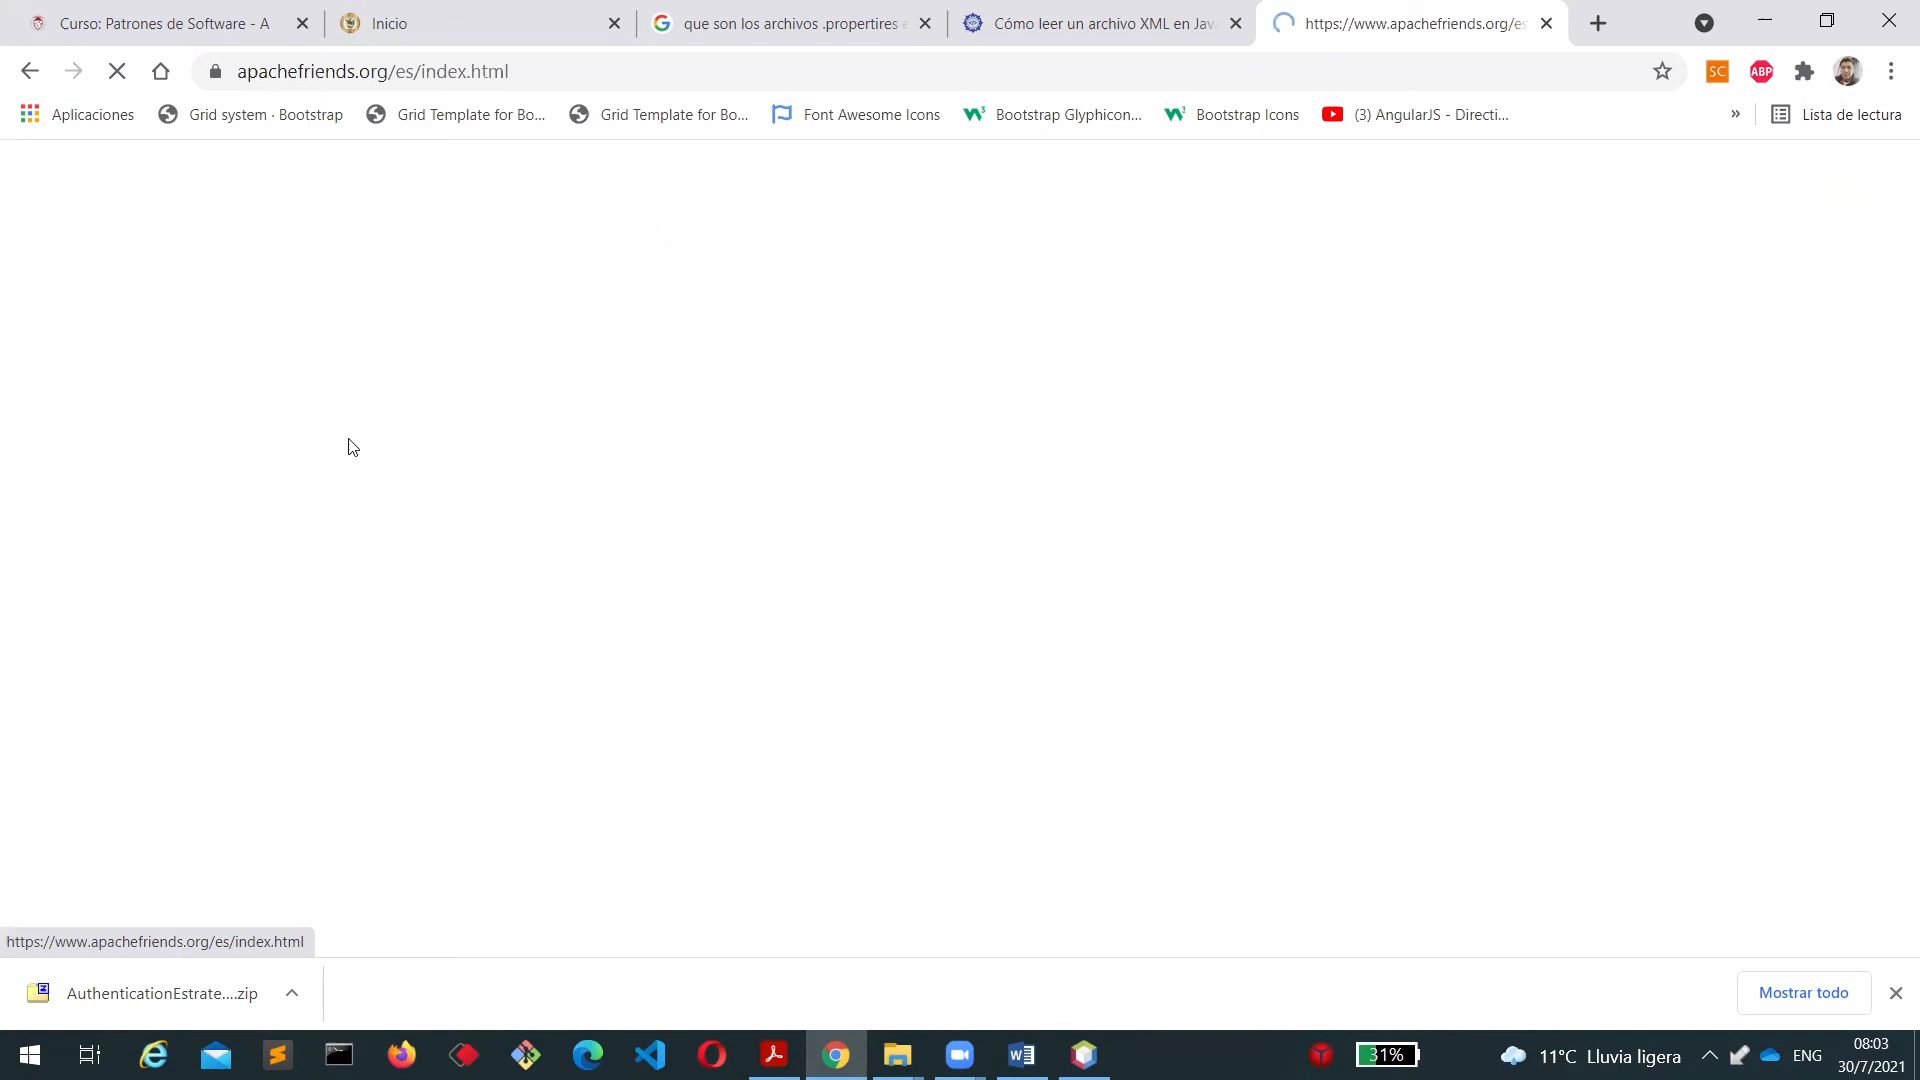 Curso: Patrones de Software - A
Inicio
que son los archivos .propertires e
Cómo leer un archivo XML en Java
https://www.apachefriends.org/es
apachefriends.org/es/index.html
SC
ABP
Aplicaciones
Grid system · Bootstrap
Grid Template for Bo...
Grid Template for Bo...
Font Awesome Icons
Bootstrap Glyphicon...
Bootstrap Icons
(3) AngularJS - Directi...
»
Lista de lectura
https://www.apachefriends.org/es/index.html
AuthenticationEstrate....zip
Mostrar todo
31%
11°C Lluvia ligera
ENG
08:03
30/7/2021